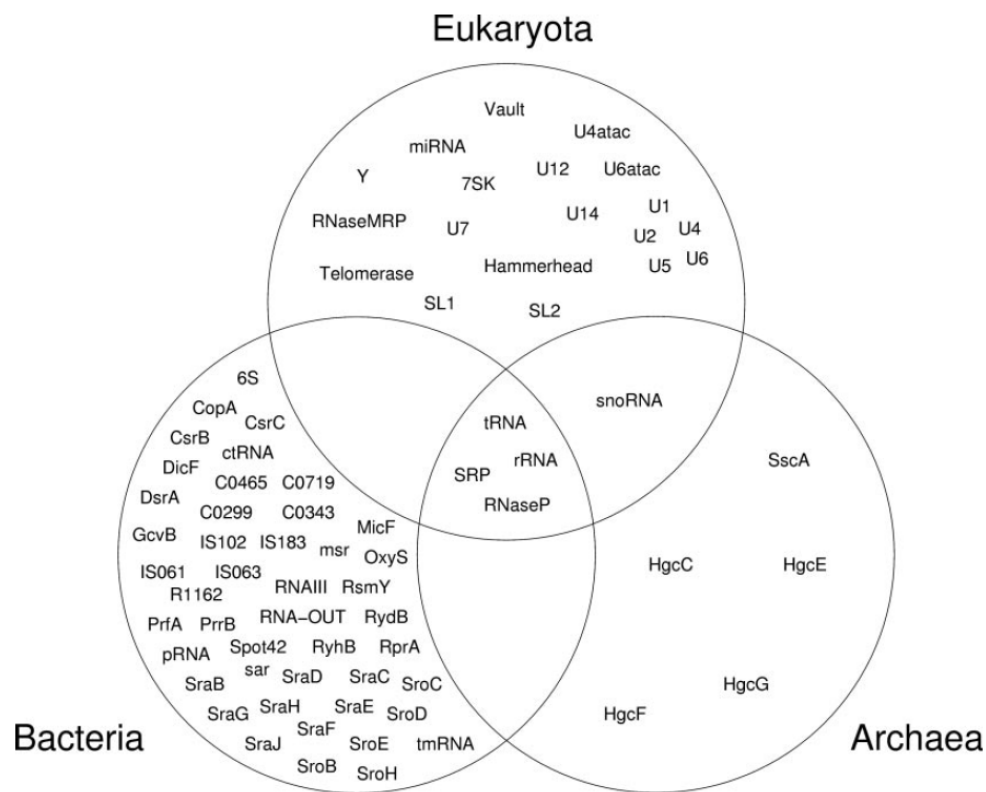 Eukaryota
Vault
U4atac
miRNA
U12 U6atac
Y
7SK
U1
RNaseMRP U7 U14
U2 U4
U5 U6
Telomerase Hammerhead
SL1 SL2
6S
CopA
CsrC
CsrB
ctRNA
DicF
C0465 C0719
DsrA
C0299 C0343
GcvB
IS102 IS183 msr MicF
OxyS
IS061 IS063
R1162 RNAIII RsmY
PrfA PrrB RNA-OUT RydB
pRNA Spot42 RyhB RprA
sar
SraB SraD SraC SroC
SraG SraH SraE SroD
SraF
SraJ SroE tmRNA
SroB SroH
tRNA
rRNA
SRP
RNaseP
snoRNA
SscA
HgcC HgcE
HgcG
HgcF
Bacteria
Archaea